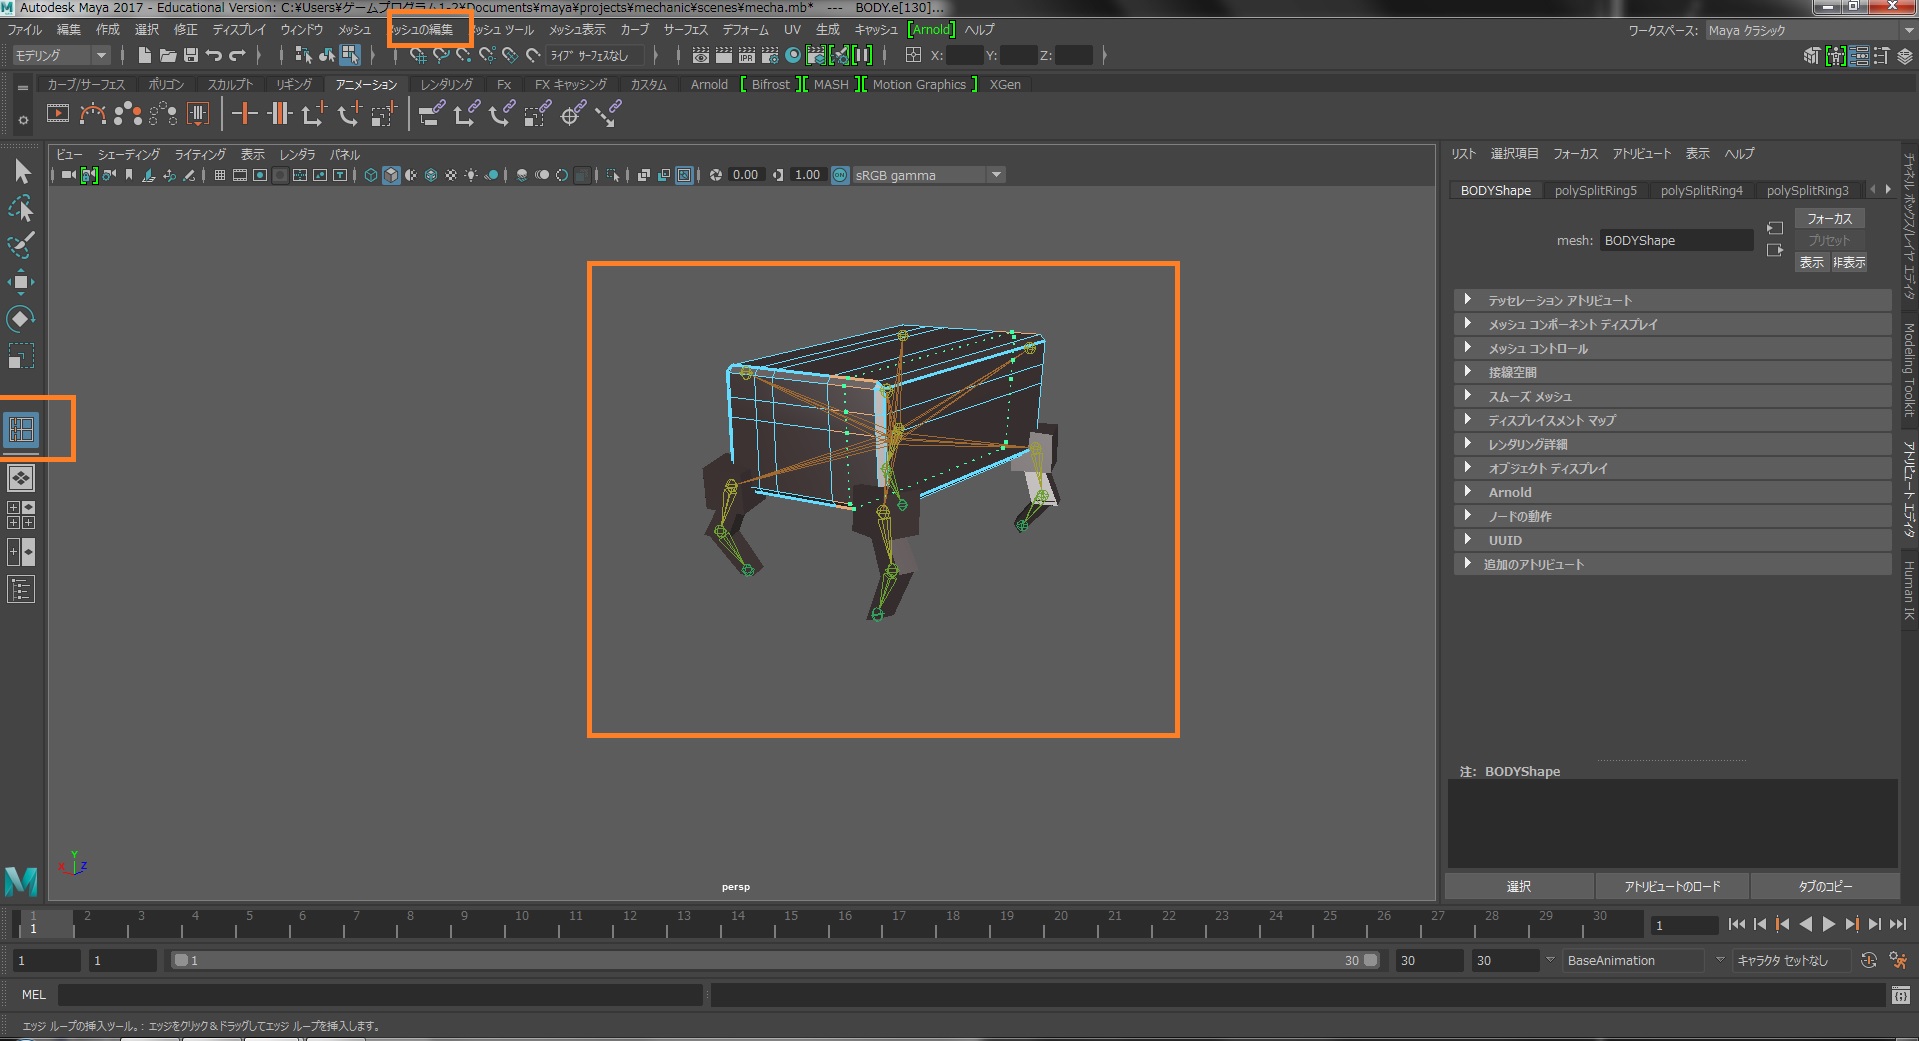 Autodesk Maya 2017 - Educational Version: C:¥Users¥ゲームプログラム1-2¥Documents¥maya¥projects¥mechanic¥scenes¥mecha.mb*   ---   BODY.e[130]...
ファイル 編集 作成 選択 修正 ディスプレイ ウィンドウ メッシュ メッシュの編集 メッシュ ツール メッシュ表示 カーブ サーフェス デフォーム UV 生成 キャッシュ [Arnold] ヘルプ ワークスペース: Maya クラシック
モデリング ライブ サーフェスなし IPR X: Y: Z:
カーブ/サーフェス ポリゴン スカルプト リギング アニメーション レンダリング Fx FX キャッシング カスタム Arnold [ Bifrost ][ MASH ][ Motion Graphics ] XGen
ビュー シェーディング ライティング 表示 レンダラ パネル
0.00 1.00 ON sRGB gamma
リスト 選択項目 フォーカス アトリビュート 表示 ヘルプ
BODYShape polySplitRing5 polySplitRing4 polySplitRing3
mesh: BODYShape
フォーカス
プリセット
表示 非表示
テッセレーション アトリビュート
メッシュ コンポーネント ディスプレイ
メッシュ コントロール
接線空間
スムーズ メッシュ
ディスプレイスメント マップ
レンダリング詳細
オブジェクト ディスプレイ
Arnold
ノードの動作
UUID
追加のアトリビュート
注: BODYShape
選択 アトリビュートのロード タブのコピー
チャネル ボックス/レイヤ エディタ
Modeling Toolkit
アトリビュート エディタ
Human IK
Y
X Z
persp
1 2 3 4 5 6 7 8 9 10 11 12 13 14 15 16 17 18 19 20 21 22 23 24 25 26 27 28 29 30
1 1
1 1 1 30 30 30 BaseAnimation キャラクタ セットなし
MEL
エッジ ループの挿入ツール。: エッジをクリック＆ドラッグしてエッジ ループを挿入します。